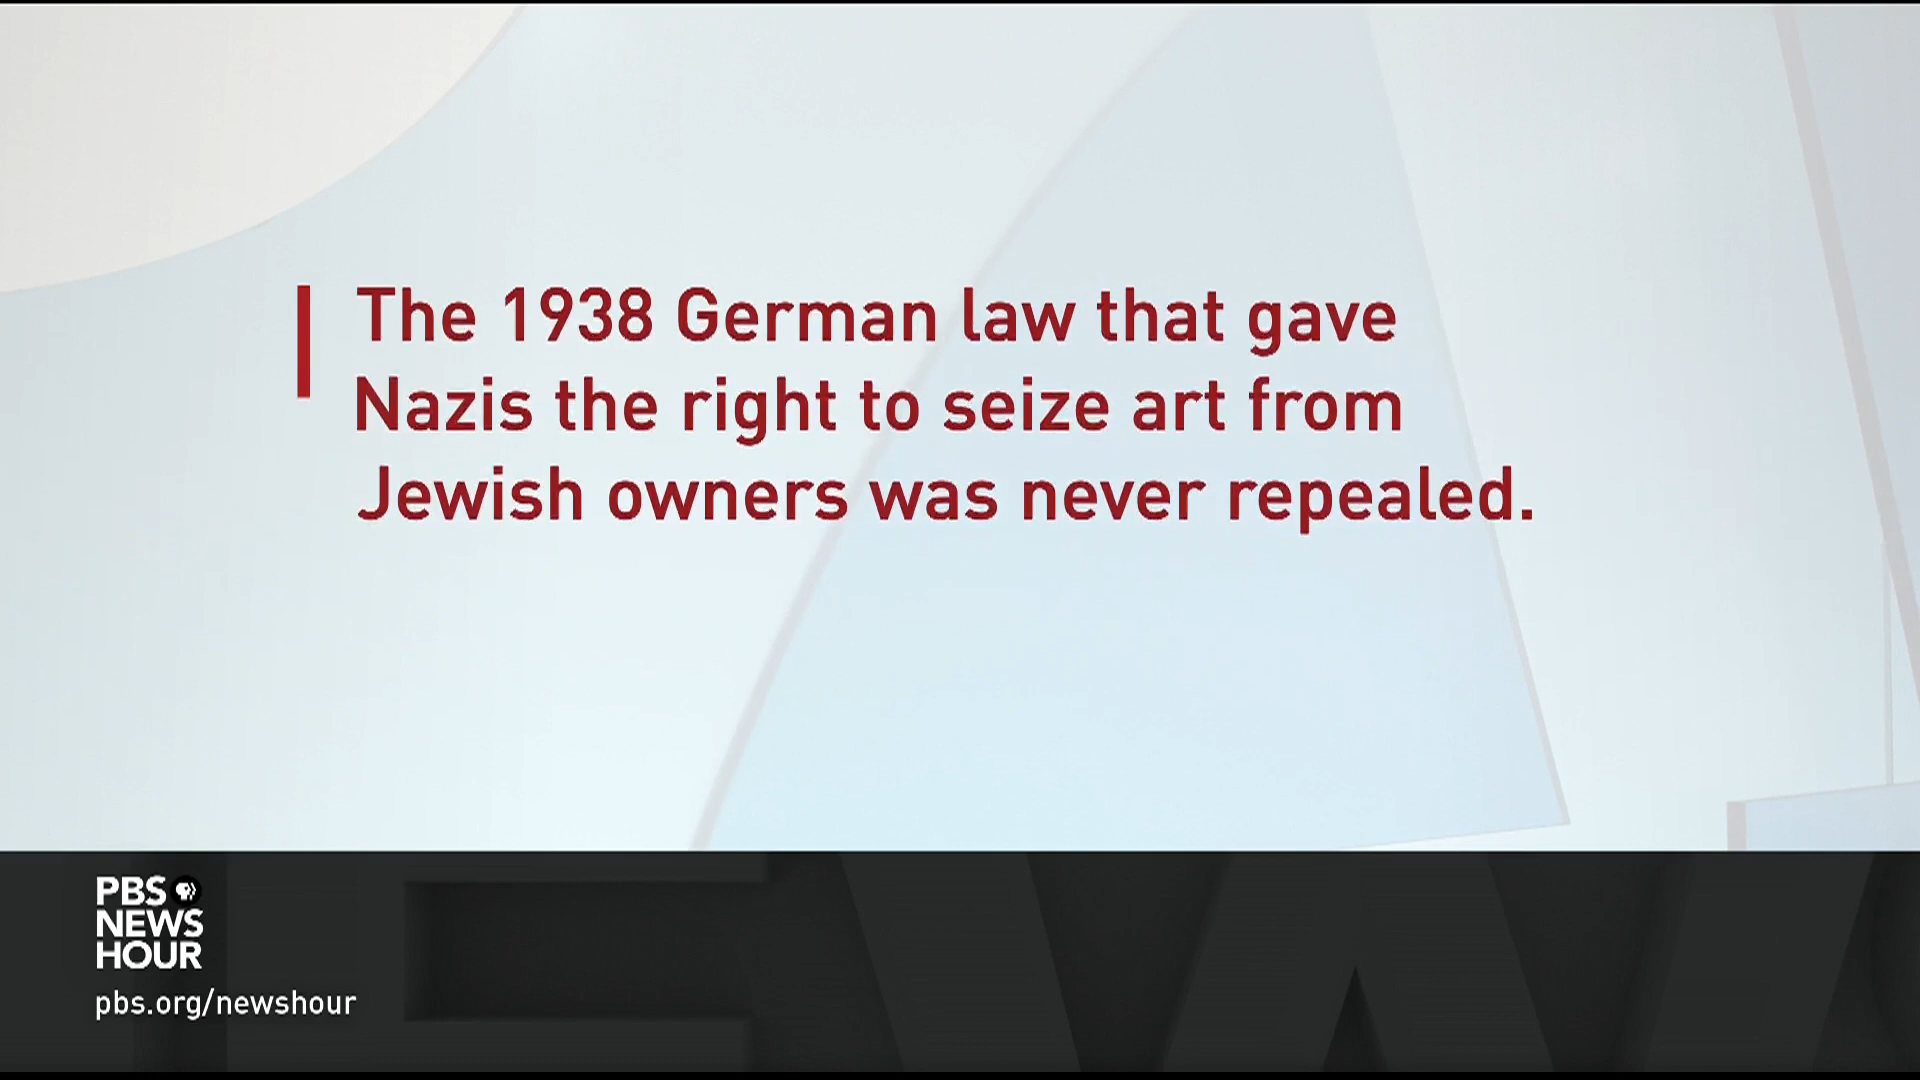 The 1938 German law that gave
Nazis the right to seize art from
Jewish owners was never repealed.
PBS
NEWS
HOUR
pbs.org/newshour